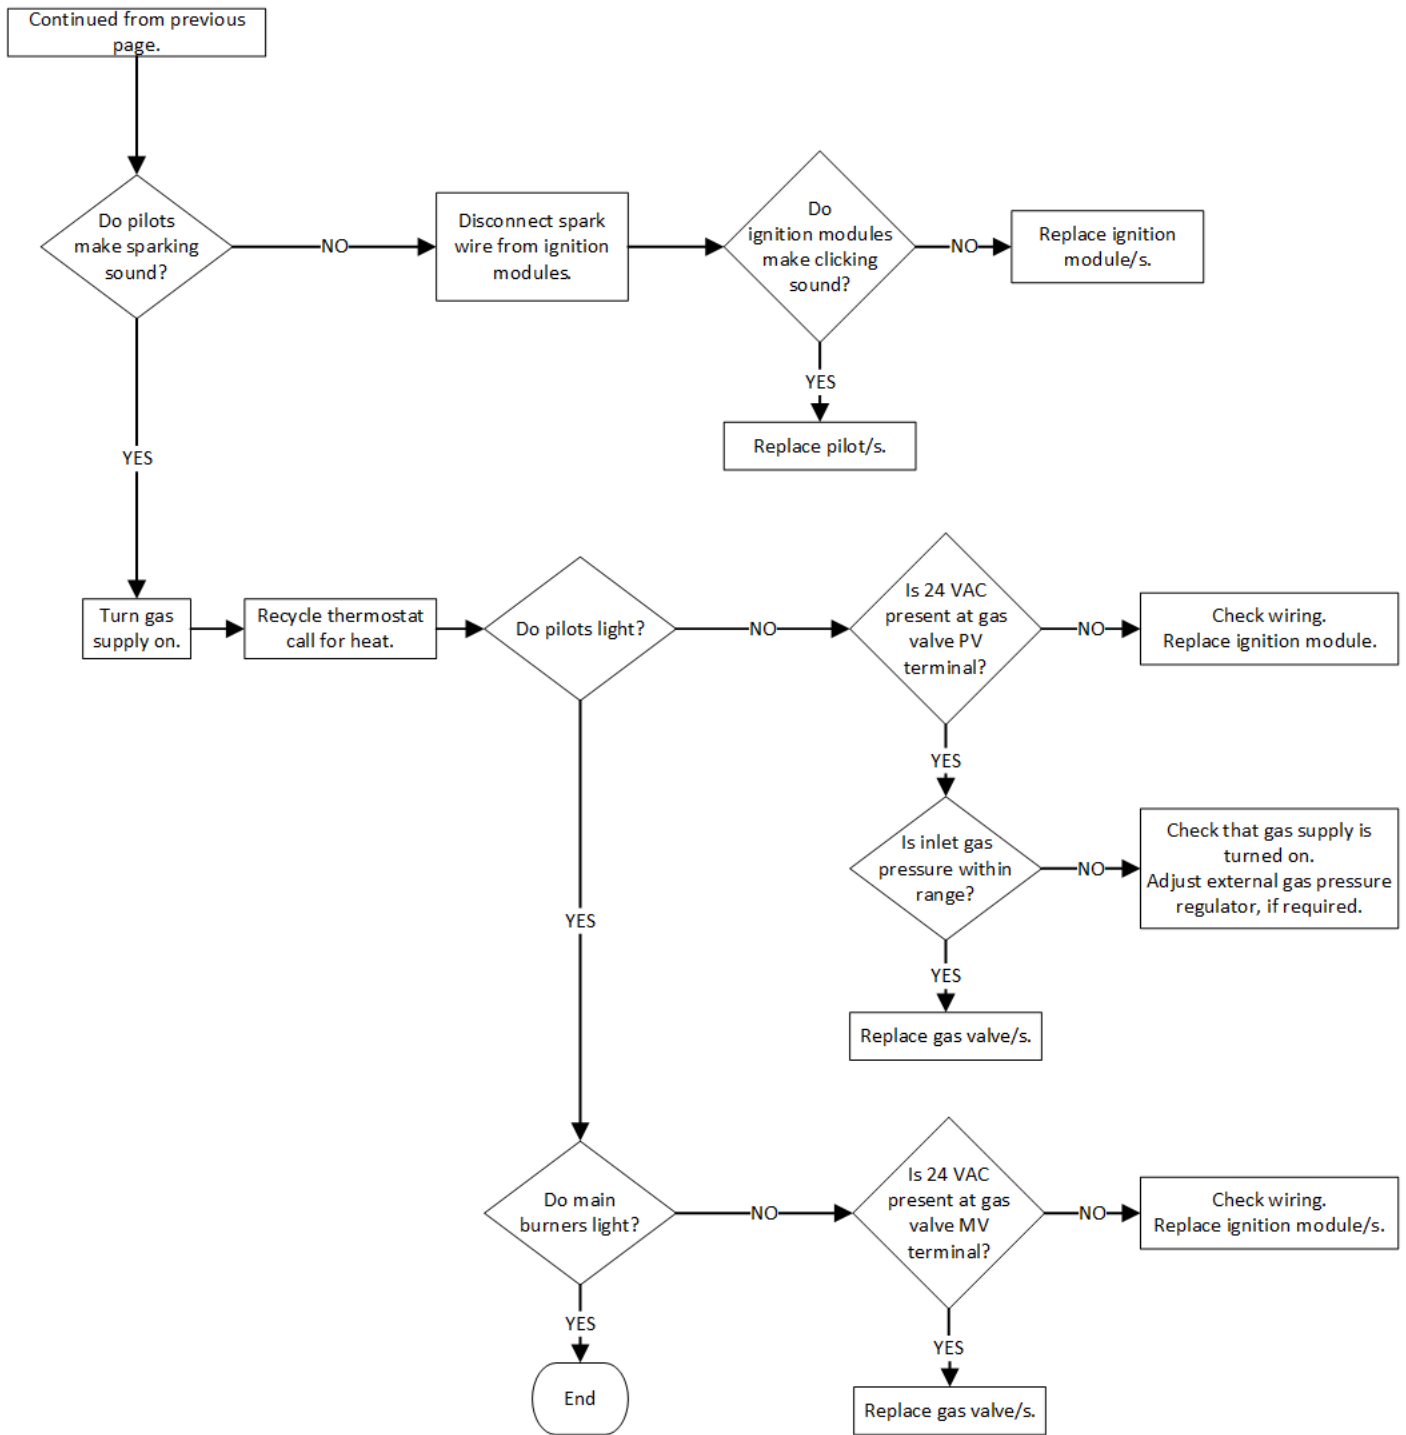 Continued from previous
page.
Do pilots
make sparking
sound?
NO
Disconnect spark
wire from ignition
modules.
Do
ignition modules
make clicking
sound?
NO
Replace ignition
module/s.
YES
Replace pilot/s.
YES
Turn gas
supply on.
Recycle thermostat
call for heat.
Do pilots light?
NO
Is 24 VAC
present at gas
valve PV
terminal?
NO
Check wiring.
Replace ignition module.
YES
Is inlet gas
pressure within
range?
NO
Check that gas supply is
turned on.
Adjust external gas pressure
regulator, if required.
YES
Replace gas valve/s.
YES
Do main
burners light?
NO
Is 24 VAC
present at gas
valve MV
terminal?
NO
Check wiring.
Replace ignition module/s.
YES
Replace gas valve/s.
YES
End